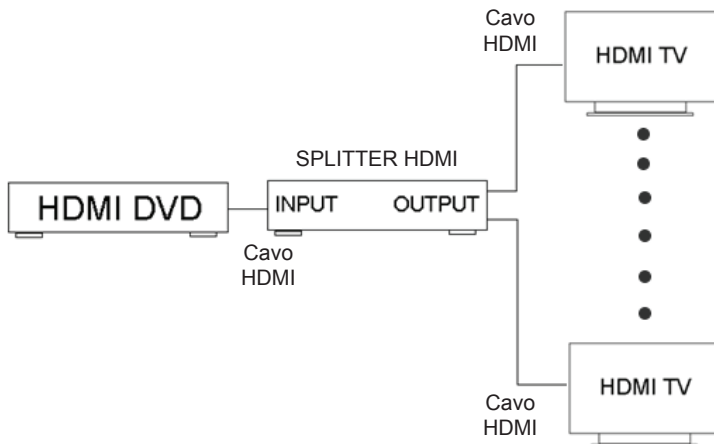 Cavo
HDMI
HDMI TV
SPLITTER HDMI
HDMI DVD
INPUT
OUTPUT
Cavo
HDMI
HDMI TV
Cavo
HDMI